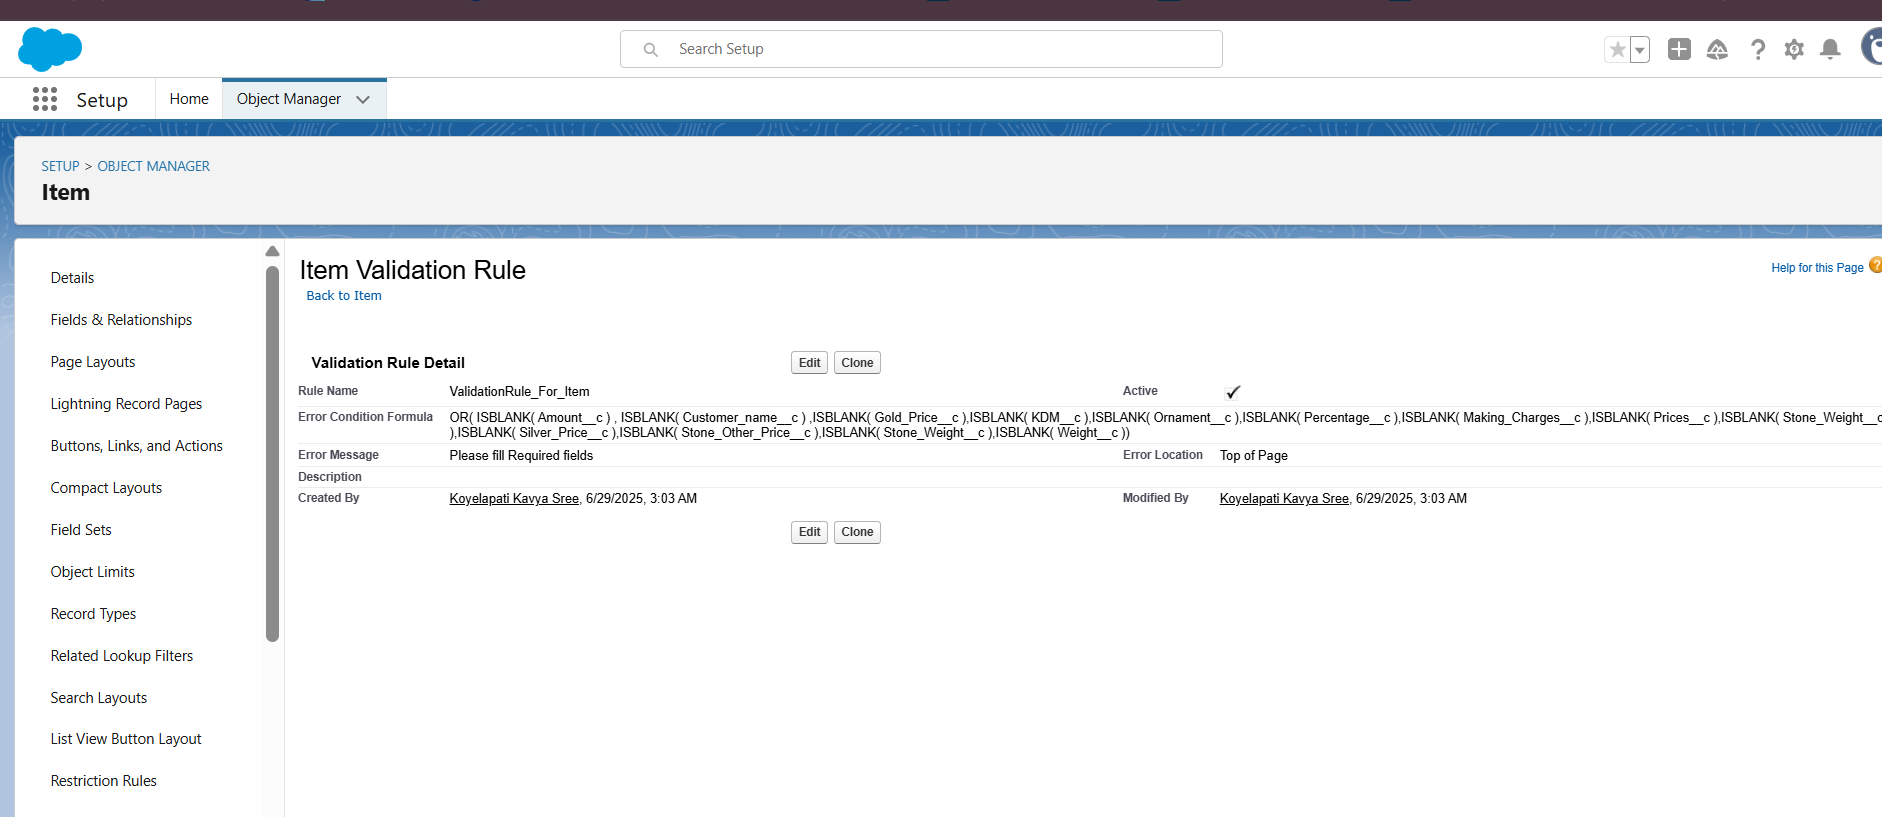 Search Setup
Setup
Home
Object Manager
SETUP > OBJECT MANAGER
Item
Details
Fields & Relationships
Page Layouts
Lightning Record Pages
Buttons, Links, and Actions
Compact Layouts
Field Sets
Object Limits
Record Types
Related Lookup Filters
Search Layouts
List View Button Layout
Restriction Rules
Item Validation Rule
Help for this Page ?
Back to Item
Validation Rule Detail
Edit Clone
Rule Name ValidationRule_For_Item Active
Error Condition Formula OR( ISBLANK( Amount__c ) , ISBLANK( Customer_name__c ) ,ISBLANK( Gold_Price__c ),ISBLANK( KDM__c ),ISBLANK( Ornament__c ),ISBLANK( Percentage__c ),ISBLANK( Making_Charges__c ),ISBLANK( Prices__c ),ISBLANK( Stone_Weight__c
),ISBLANK( Silver_Price__c ),ISBLANK( Stone_Other_Price__c ),ISBLANK( Stone_Weight__c ),ISBLANK( Weight__c ))
Error Message Please fill Required fields Error Location Top of Page
Description
Created By Koyelapati Kavya Sree, 6/29/2025, 3:03 AM Modified By Koyelapati Kavya Sree, 6/29/2025, 3:03 AM
Edit Clone